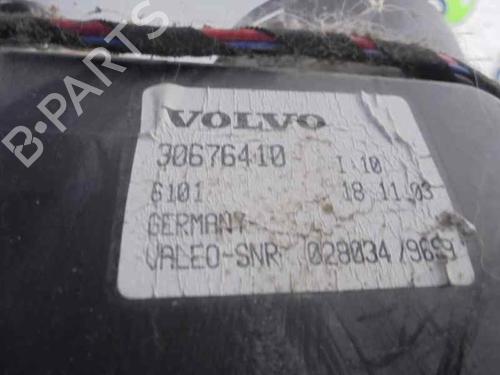 VOLVO
30676410 I.10
6101 18 11.03
GERMANY
VALEO-SNR 028034/9659
B-PARTS